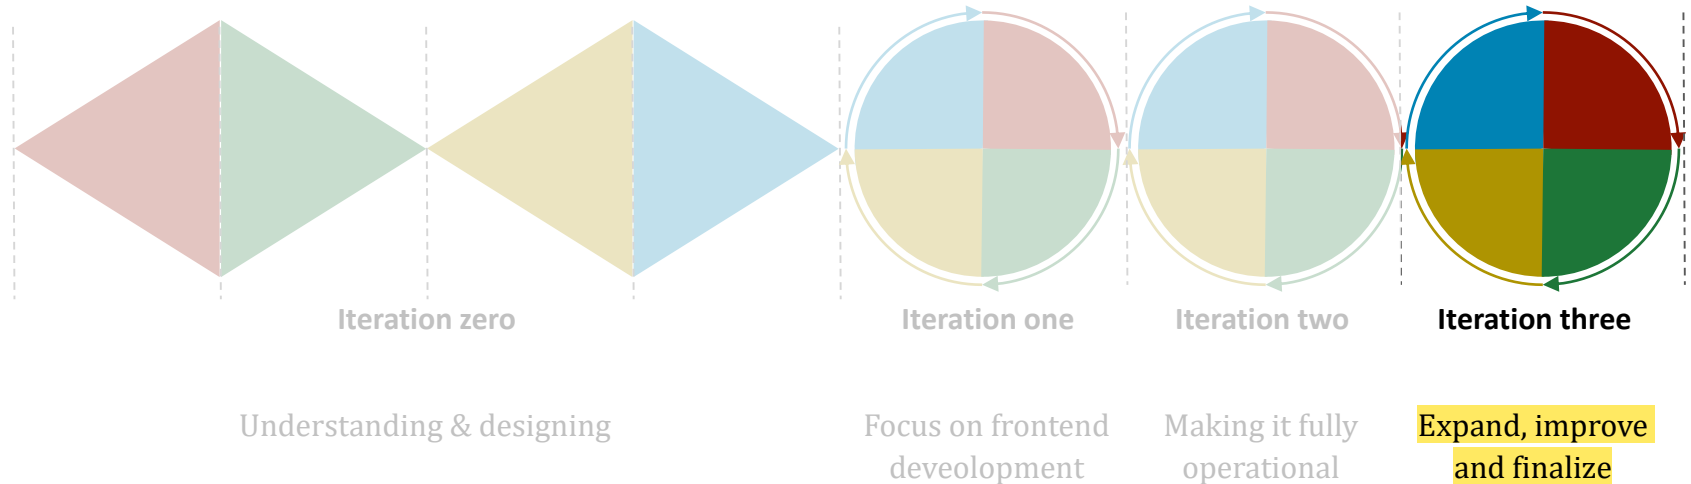 Iteration zero
Iteration one
Iteration two
Iteration three
Understanding & designing
Focus on frontend
deveolopment
Making it fully
operational
Expand, improve
and finalize